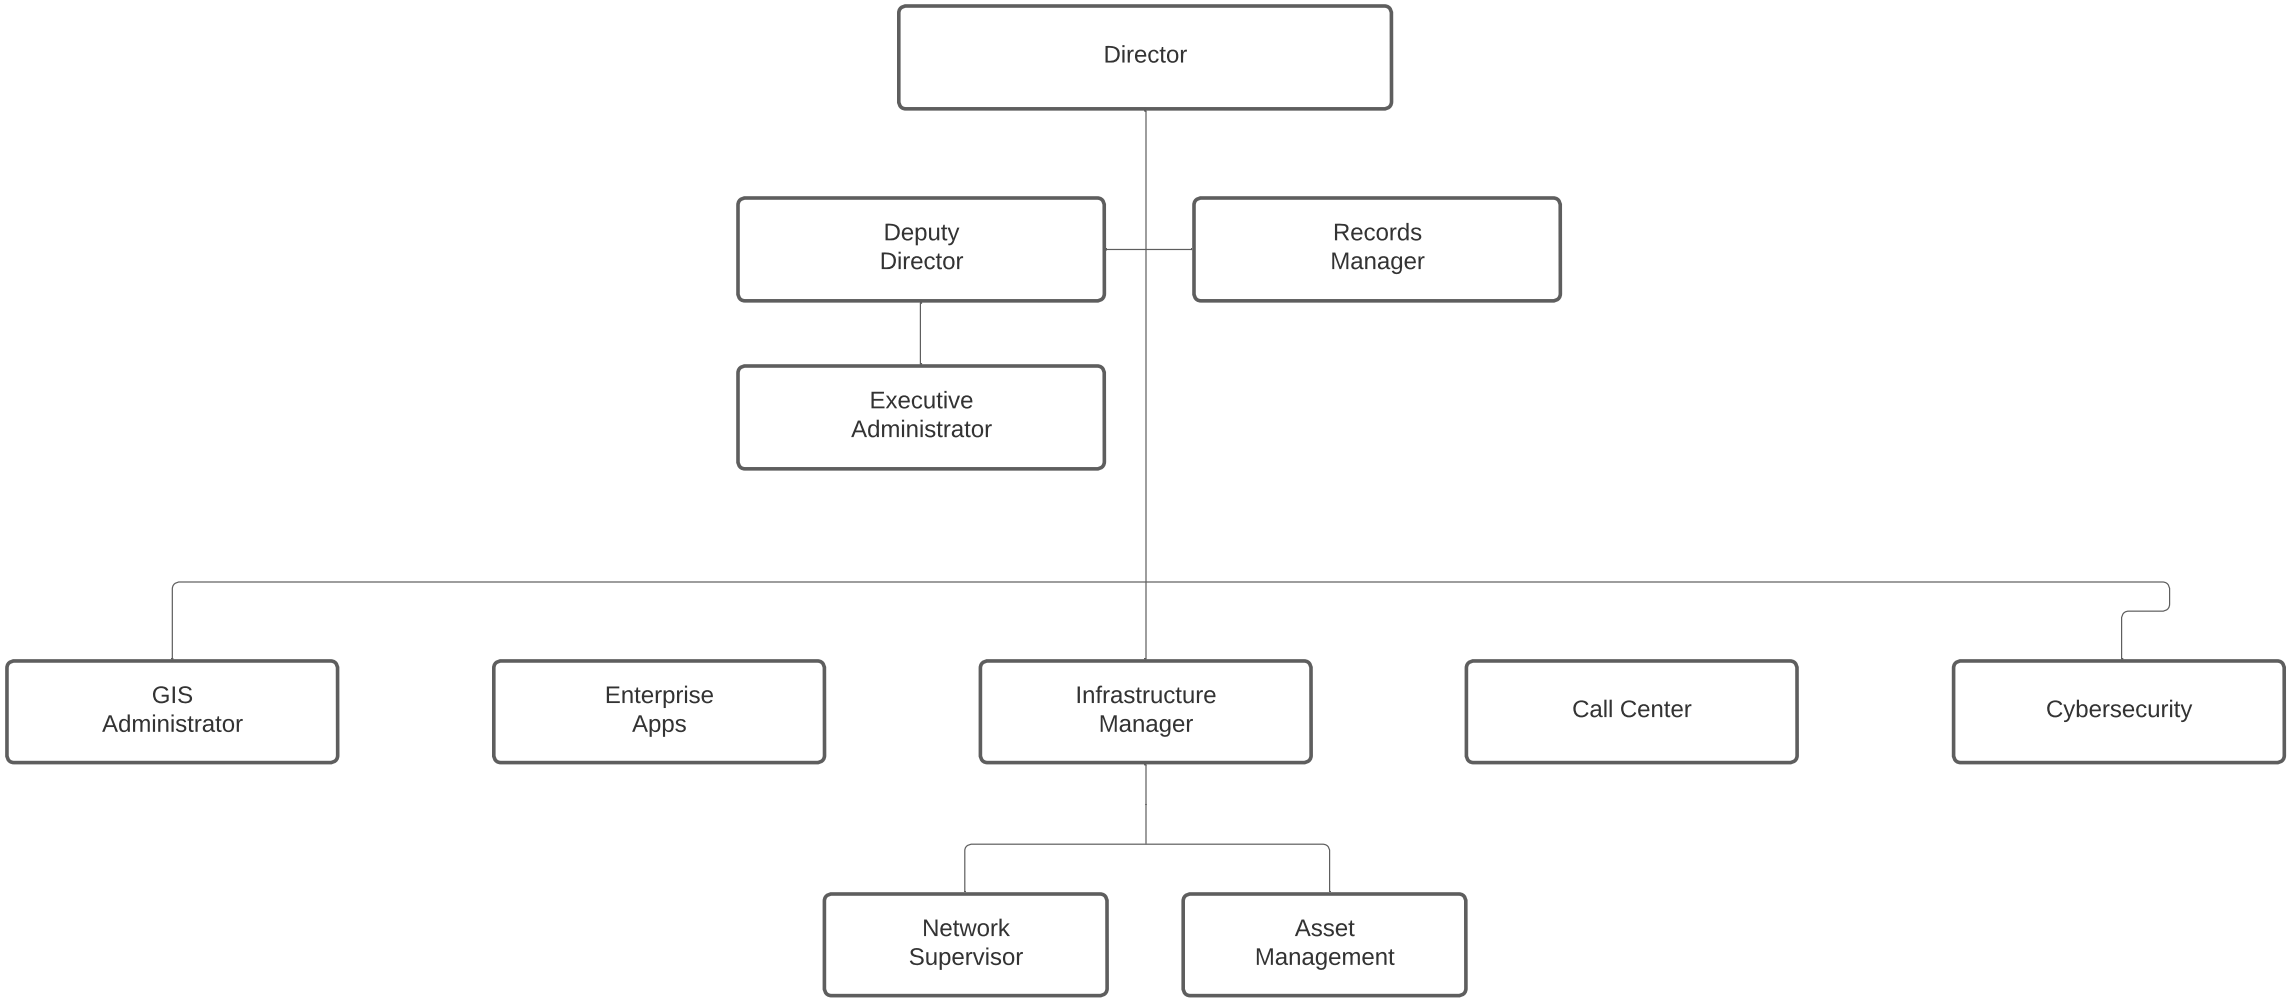 Director
Deputy
Director
Records
Manager
Executive
Administrator
GIS
Administrator
Enterprise
Apps
Infrastructure
Manager
Call Center
Cybersecurity
Network
Supervisor
Asset
Management